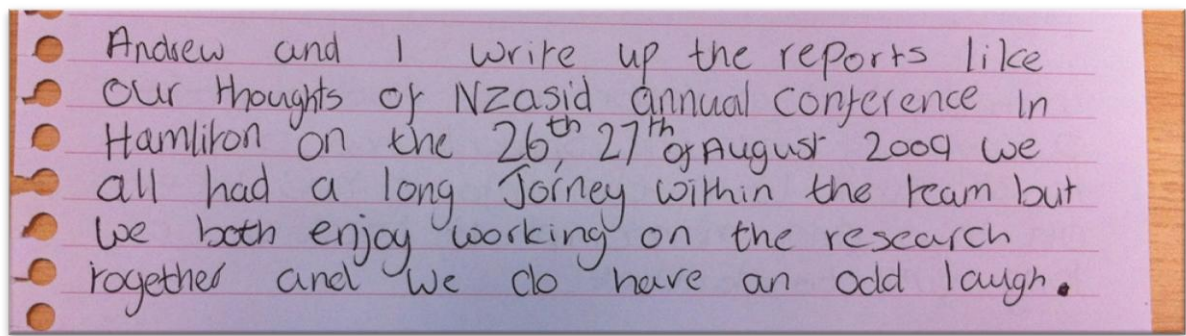 Andrew and I write up the reports like
our thoughts of Nzasid annual conference In
Hamliton on the 26th, 27th of August 2009 we
all had a long Jorney within the team but
we both enjoy working on the research
together and we do have an odd laugh.